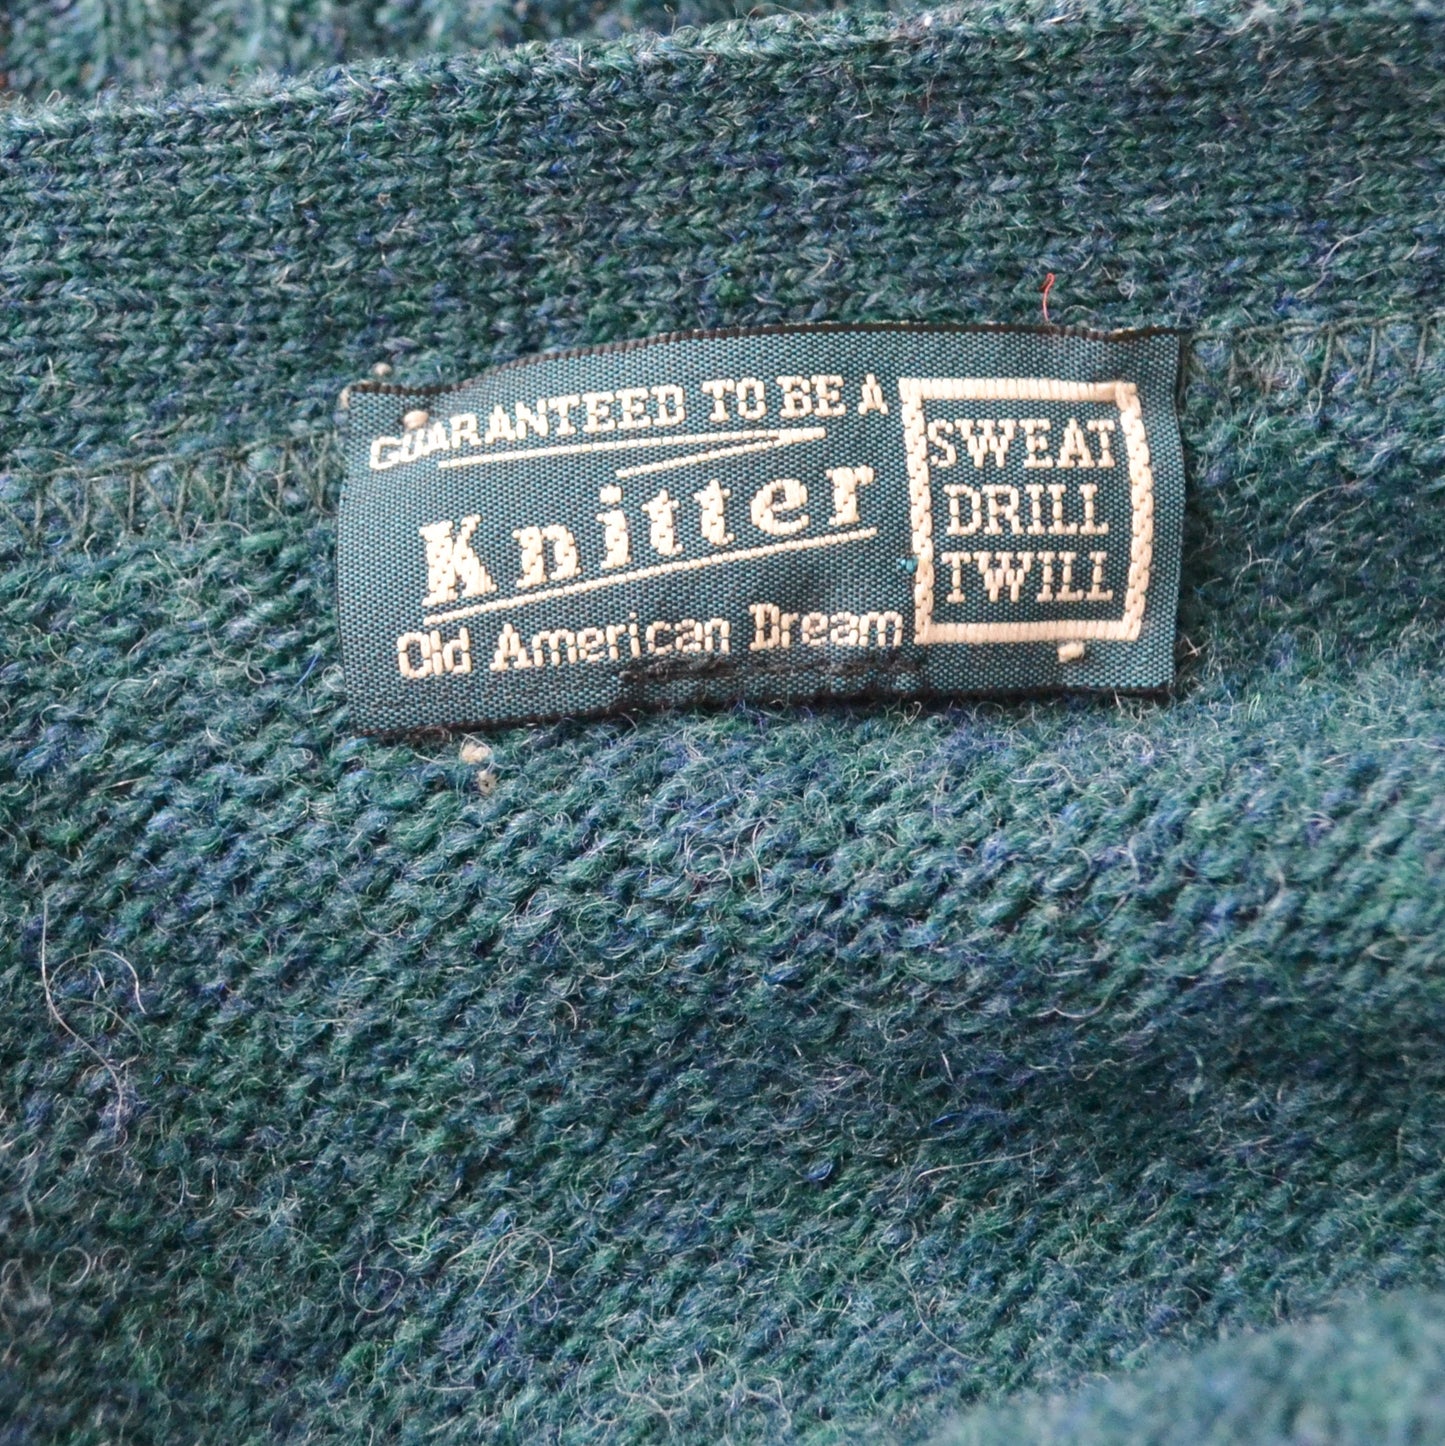 GUARANTEED TO BE A
Knitter
Old American Dream
SWEAT
DRILL
TWILL